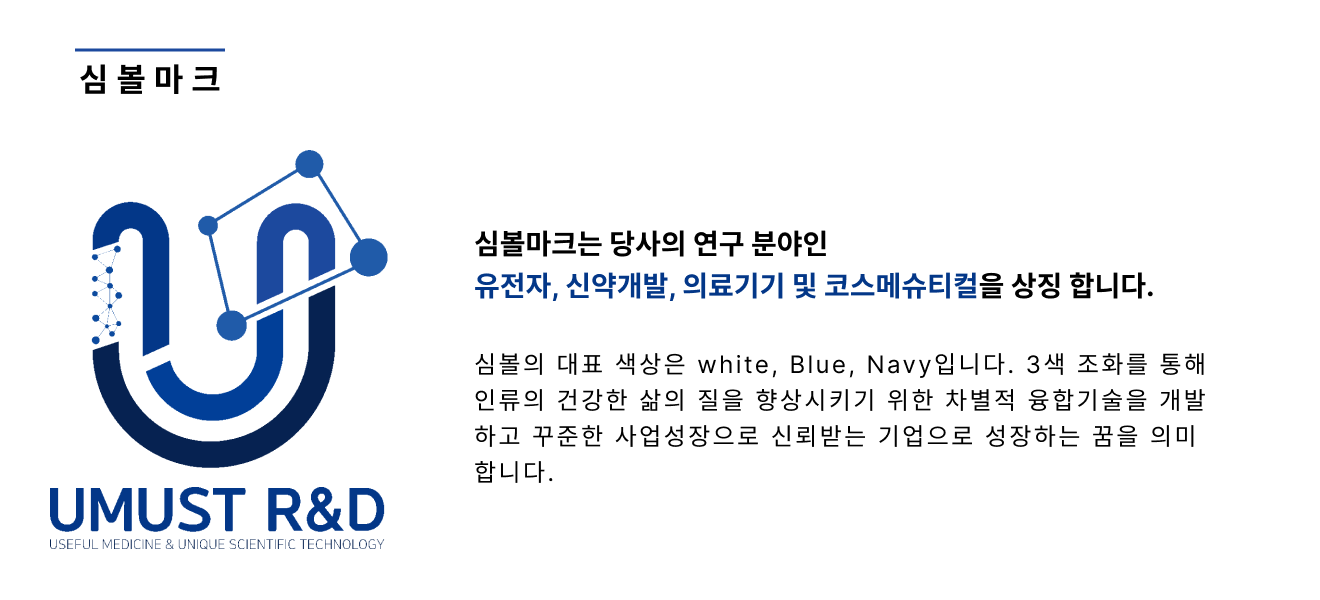 심볼마크
심볼마크는 당사의 연구 분야인
유전자, 신약개발, 의료기기 및 코스메슈티컬을 상징 합니다.
심볼의 대표 색상은 white, Blue, Navy입니다. 3색 조화를 통해
인류의 건강한 삶의 질을 향상시키기 위한 차별적 융합기술을 개발
하고 꾸준한 사업성장으로 신뢰받는 기업으로 성장하는 꿈을 의미
합니다.
UMUST R&D
USEFUL MEDICINE & UNIQUE SCIENTIFIC TECHNOLOGY